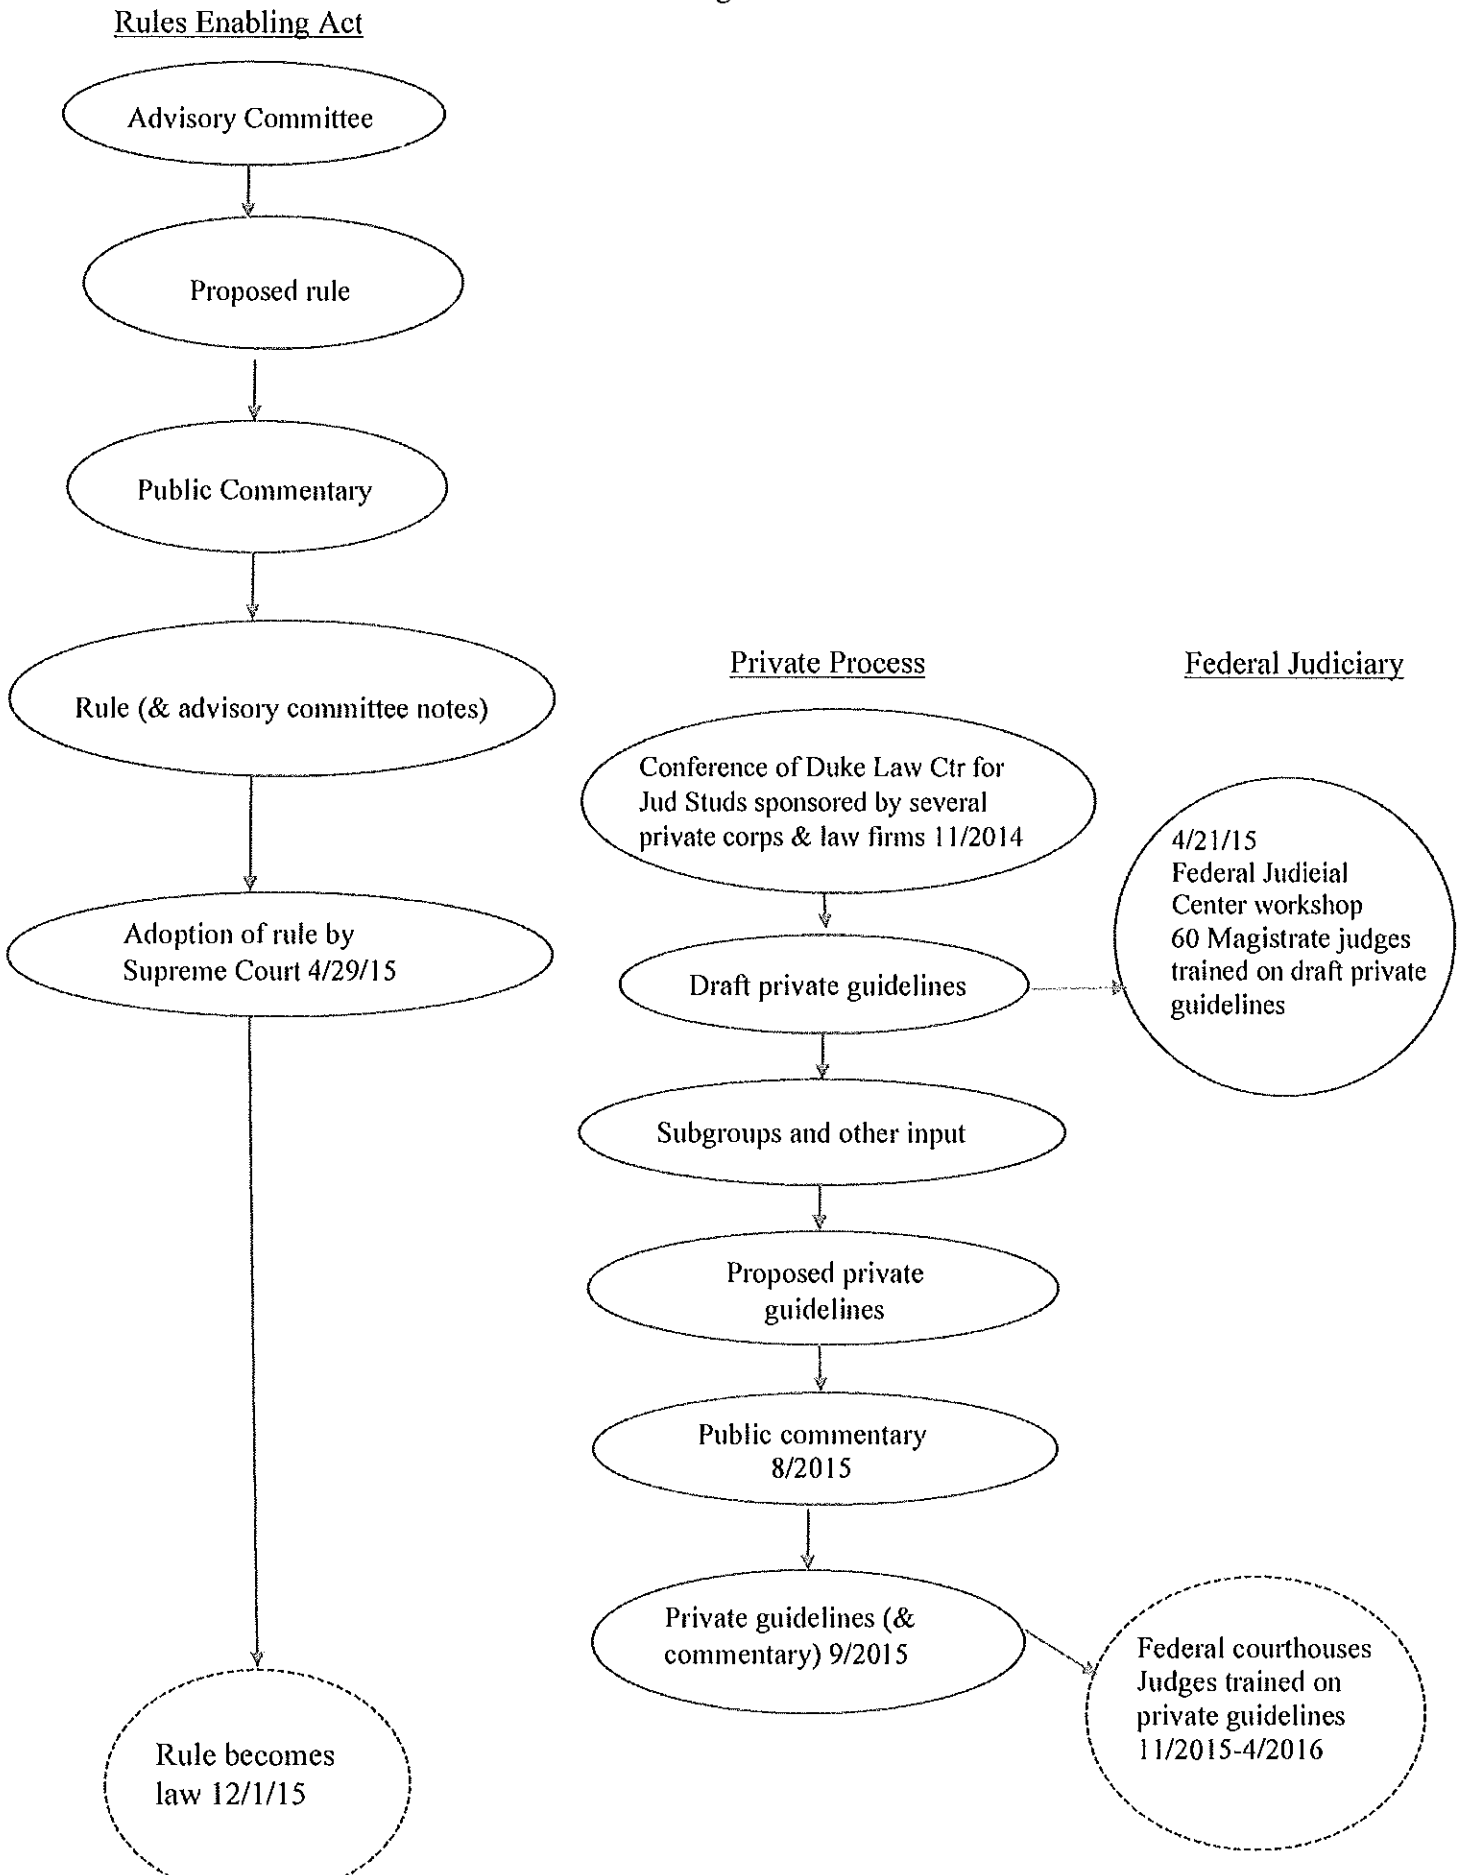 Rules Enabling Act
Advisory Committee
Proposed rule
Public Commentary
Rule (& advisory committee notes)
Adoption of rule by
Supreme Court 4/29/15
Rule becomes
law 12/1/15
Private Process
Conference of Duke Law Ctr for
Jud Studs sponsored by several
private corps & law firms 11/2014
Draft private guidelines
Subgroups and other input
Proposed private
guidelines
Public commentary
8/2015
Private guidelines (&
commentary) 9/2015
Federal Judiciary
4/21/15
Federal Judicial
Center workshop
60 Magistrate judges
trained on draft private
guidelines
Federal courthouses
Judges trained on
private guidelines
11/2015-4/2016